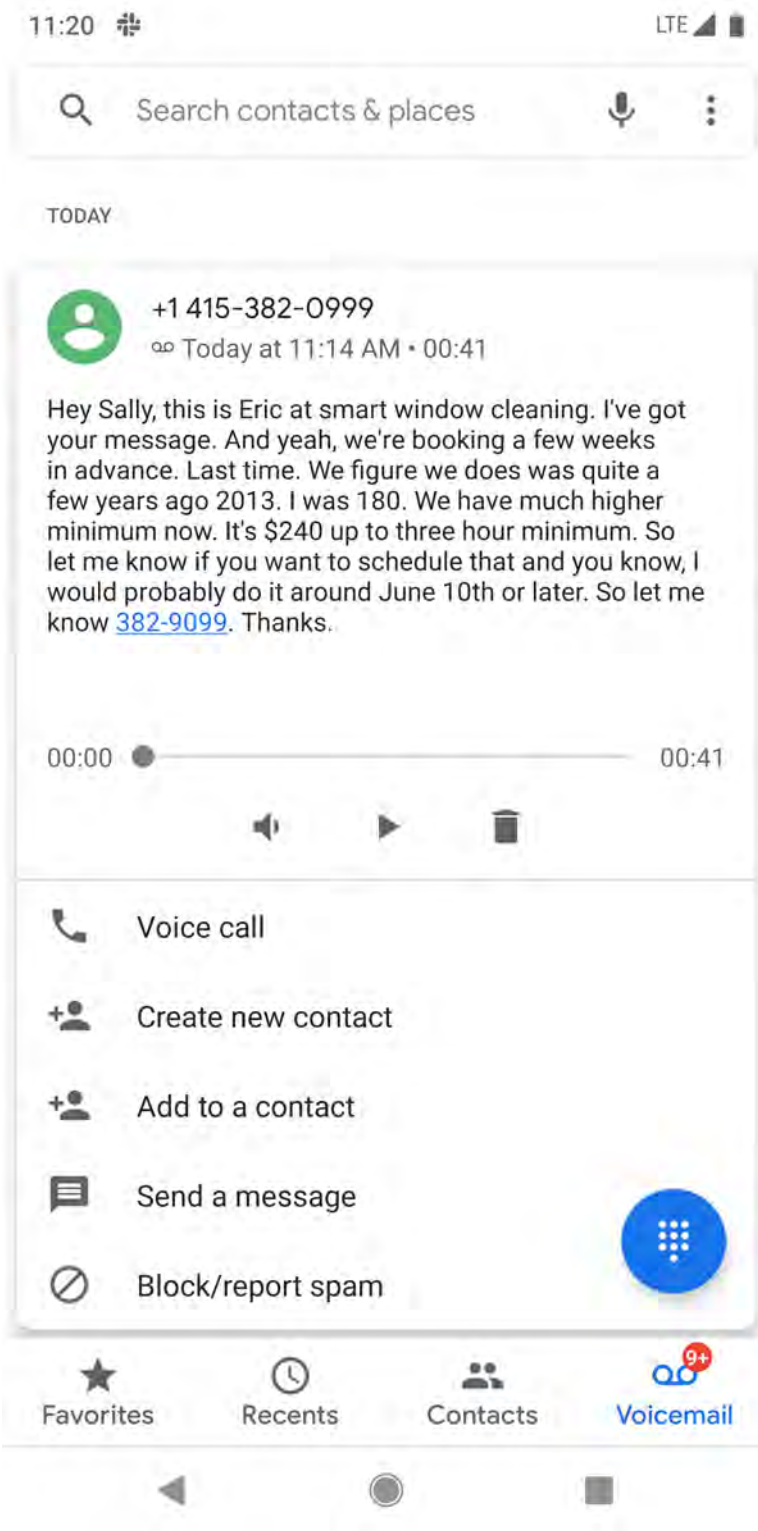 11:20
LTE
Search contacts & places
TODAY
+1 415-382-0999
Today at 11:14 AM • 00:41
Hey Sally, this is Eric at smart window cleaning. I've got
your message. And yeah, we're booking a few weeks
in advance. Last time. We figure we does was quite a
few years ago 2013. I was 180. We have much higher
minimum now. It's $240 up to three hour minimum. So
let me know if you want to schedule that and you know, I
would probably do it around June 10th or later. So let me
know 382-9099. Thanks.
00:00 00:41
Voice call
Create new contact
Add to a contact
Send a message
Block/report spam
9+
Favorites Recents Contacts Voicemail